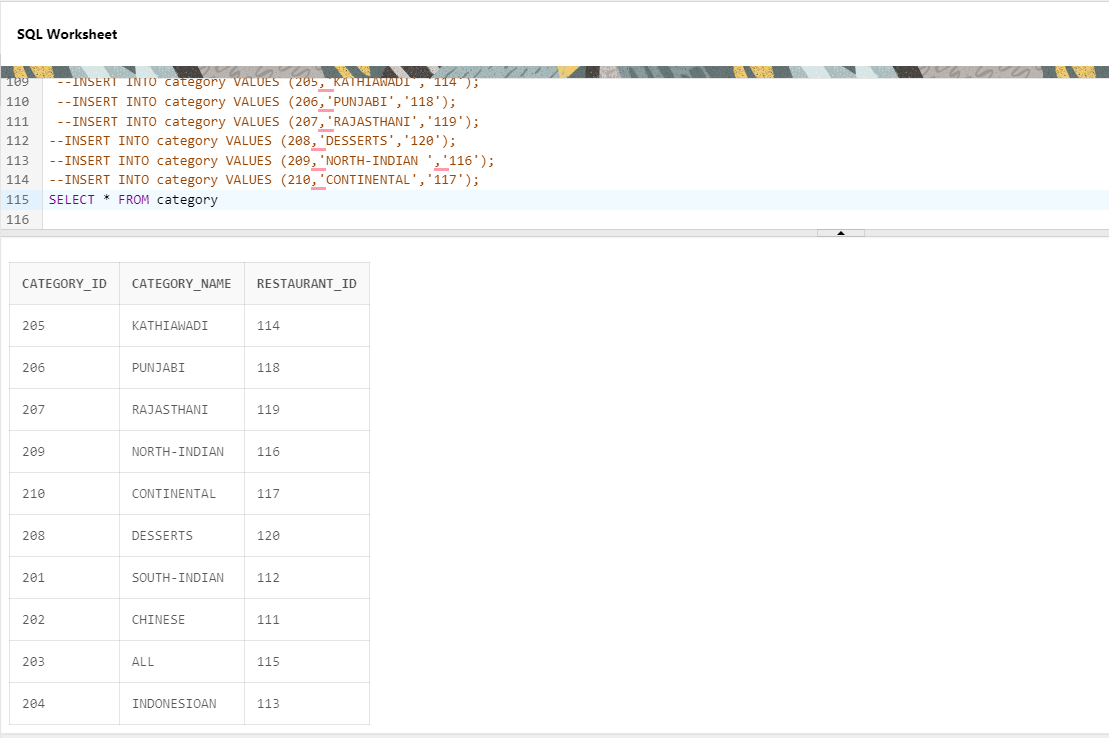 SQL Worksheet
109 --INSERT INTO category VALUES (205,'KATHIAWADI','114');
110 --INSERT INTO category VALUES (206,'PUNJABI','118');
111 --INSERT INTO category VALUES (207,'RAJASTHANI','119');
112 --INSERT INTO category VALUES (208,'DESSERTS','120');
113 --INSERT INTO category VALUES (209,'NORTH-INDIAN ','116');
114 --INSERT INTO category VALUES (210,'CONTINENTAL','117');
115 SELECT * FROM category
116
CATEGORY_ID CATEGORY_NAME RESTAURANT_ID
205 KATHIAWADI 114
206 PUNJABI 118
207 RAJASTHANI 119
209 NORTH-INDIAN 116
210 CONTINENTAL 117
208 DESSERTS 120
201 SOUTH-INDIAN 112
202 CHINESE 111
203 ALL 115
204 INDONESIOAN 113